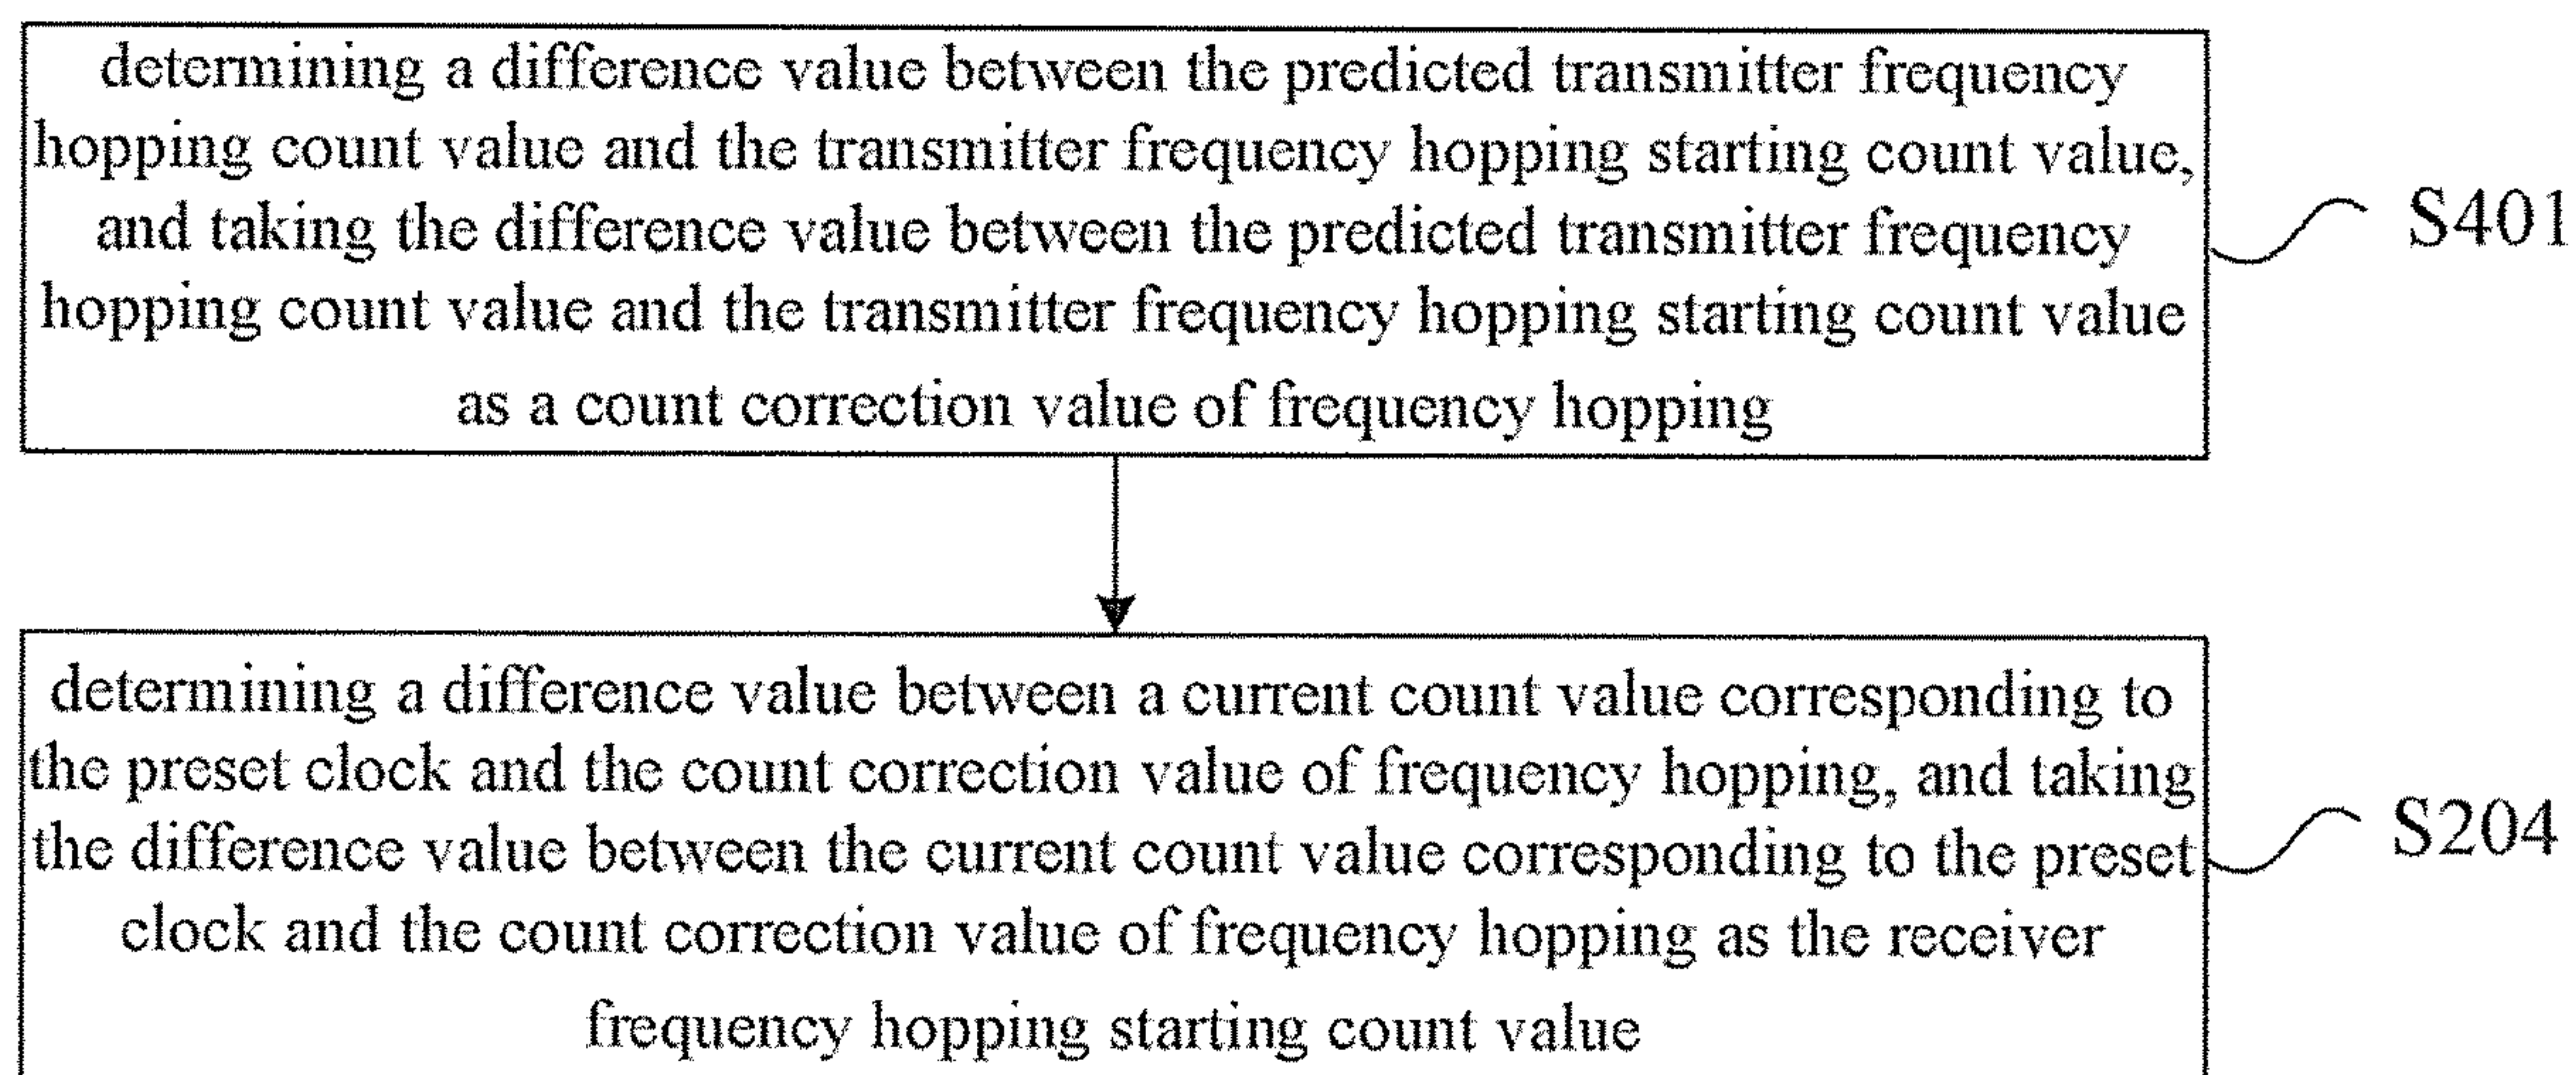 determining a difference value between the predicted transmitter frequency
hopping count value and the transmitter frequency hopping starting count value,
and taking the difference value between the predicted transmitter frequency
hopping count value and the transmitter frequency hopping starting count value
as a count correction value of frequency hopping
S401
determining a difference value between a current count value corresponding to
the preset clock and the count correction value of frequency hopping, and taking
the difference value between the current count value corresponding to the preset
clock and the count correction value of frequency hopping as the receiver
frequency hopping starting count value
S204